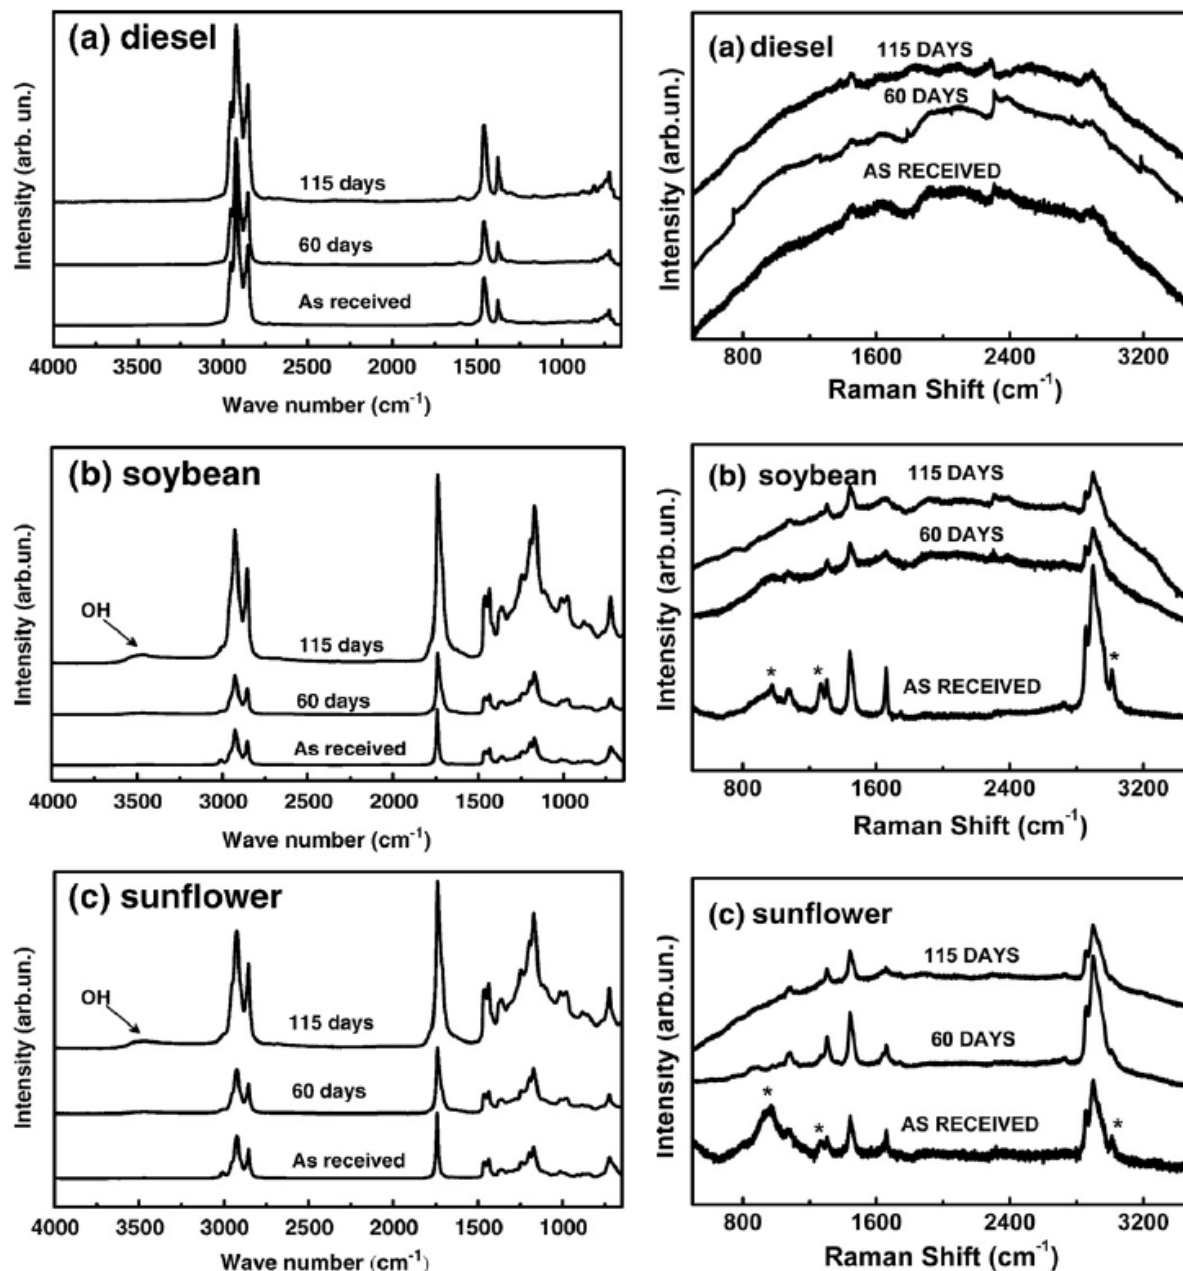 (a) diesel
Intensity (arb. un.)
115 days
60 days
As received
4000 3500 3000 2500 2000 1500 1000
Wave number (cm⁻¹)
(a) diesel
Intensity (arb.un.)
115 DAYS
60 DAYS
AS RECEIVED
800 1600 2400 3200
Raman Shift (cm⁻¹)
(b) soybean
Intensity (arb.un.)
OH
115 days
60 days
As received
4000 3500 3000 2500 2000 1500 1000
Wave number (cm⁻¹)
(b) soybean
Intensity (arb.un.)
115 DAYS
60 DAYS
* * *
AS RECEIVED
800 1600 2400 3200
Raman Shift (cm⁻¹)
(c) sunflower
Intensity (arb.un.)
OH
115 days
60 days
As received
4000 3500 3000 2500 2000 1500 1000
Wave number (cm⁻¹)
(c) sunflower
Intensity (arb.un.)
115 DAYS
60 DAYS
* * *
AS RECEIVED
800 1600 2400 3200
Raman Shift (cm⁻¹)